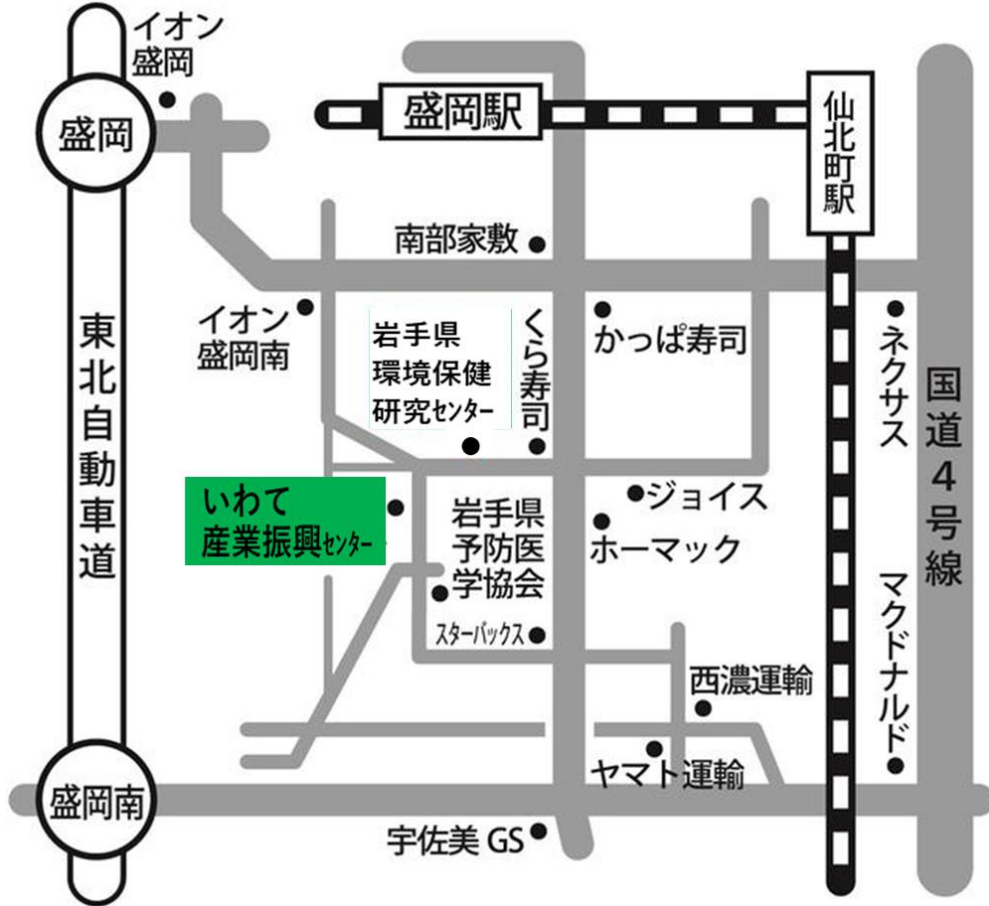 イオン
盛岡
盛岡
盛岡駅
仙北町駅
南部家敷
イオン
盛岡南
岩手県
環境保健
研究センター
くら寿司
かっぱ寿司
ネクサス
東北自動車道
国道4号線
いわて
産業振興センター
岩手県
予防医
学協会
ジョイス
ホーマック
スターバックス
マクドナルド
西濃運輸
ヤマト運輸
盛岡南
宇佐美 GS